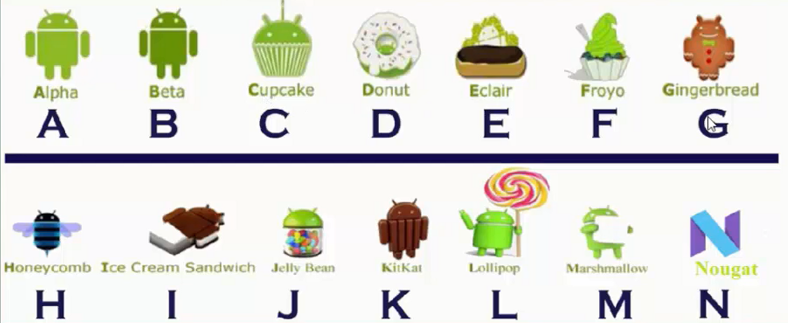 Alpha Beta Cupcake Donut Eclair Froyo Gingerbread
A B C D E F G
Honeycomb Ice Cream Sandwich Jelly Bean KitKat Lollipop Marshmallow Nougat
H I J K L M N